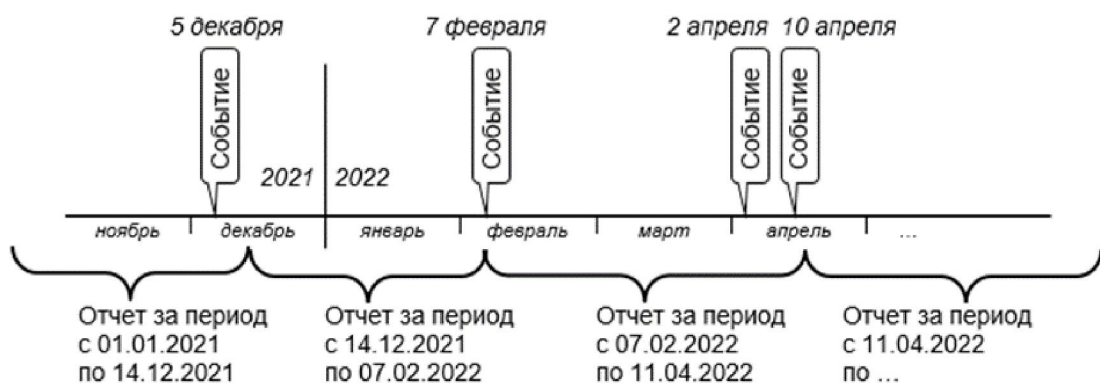 5 декабря 7 февраля 2 апреля 10 апреля
Событие Событие Событие Событие
2021 2022
ноябрь декабрь январь февраль март апрель ...
Отчет за период
с 01.01.2021
по 14.12.2021
Отчет за период
с 14.12.2021
по 07.02.2022
Отчет за период
с 07.02.2022
по 11.04.2022
Отчет за период
с 11.04.2022
по ...